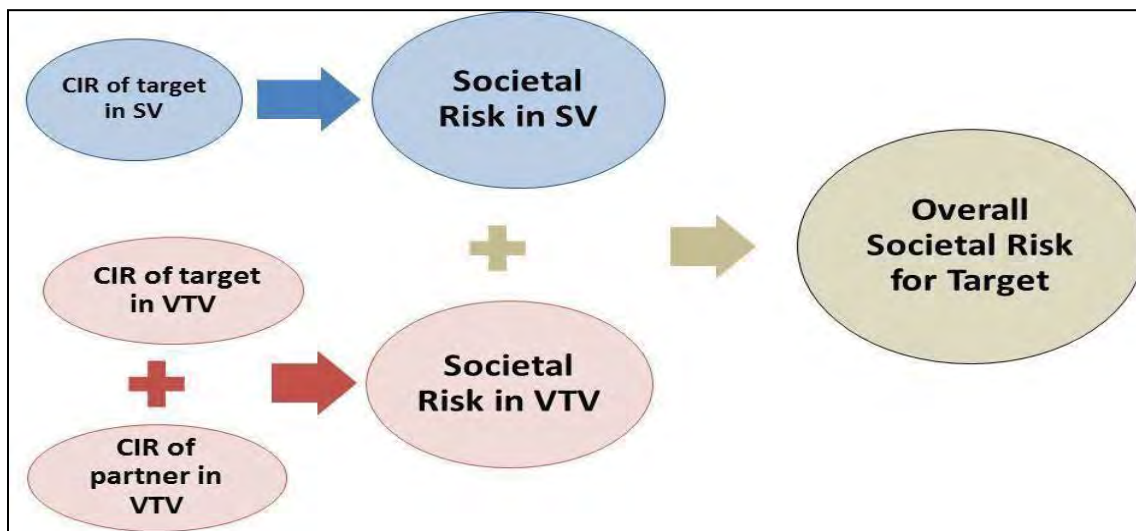 CIR of target
in SV
Societal
Risk in SV
CIR of target
in VTV
CIR of
partner in
VTV
Societal
Risk in VTV
Overall
Societal Risk
for Target